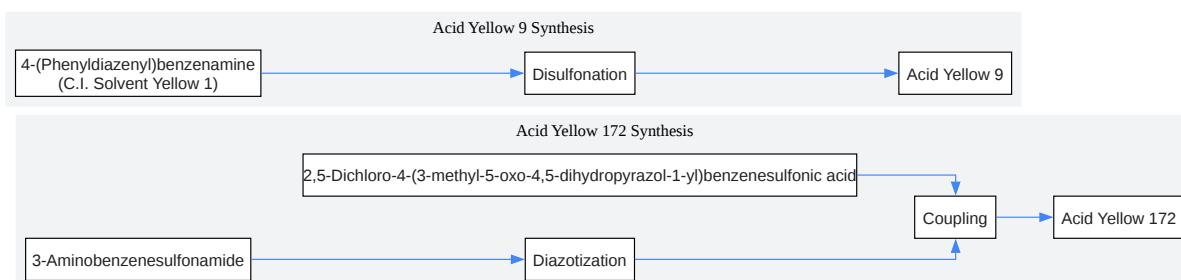 Acid Yellow 9 Synthesis
4-(Phenyldiazenyl)benzenamine
(C.I. Solvent Yellow 1)
Disulfonation
Acid Yellow 9
Acid Yellow 172 Synthesis
2,5-Dichloro-4-(3-methyl-5-oxo-4,5-dihydropyrazol-1-yl)benzenesulfonic acid
Coupling
Acid Yellow 172
3-Aminobenzenesulfonamide
Diazotization